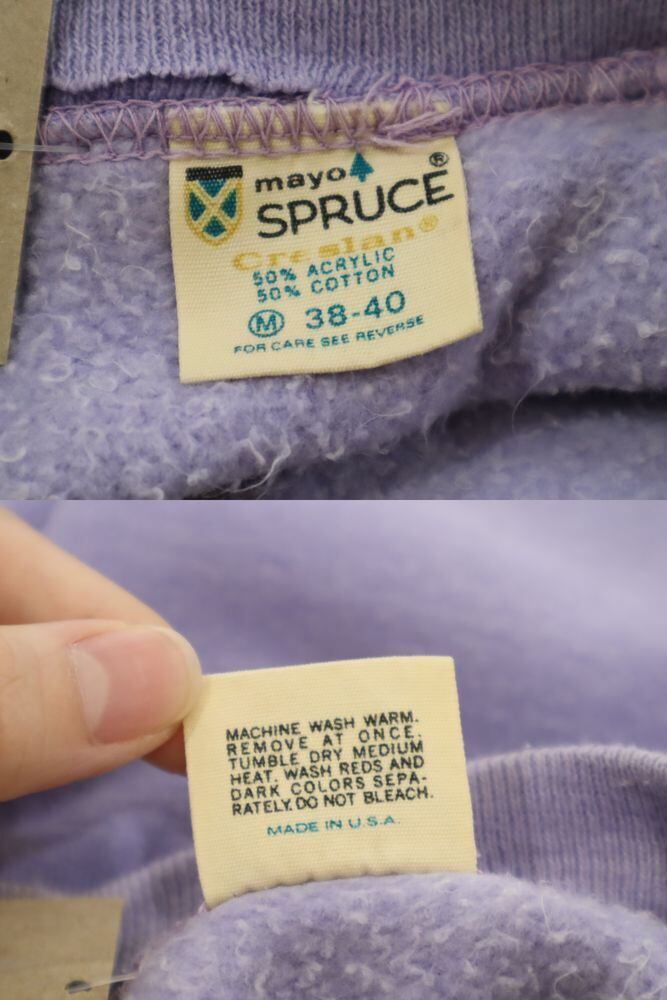 mayo
SPRUCE®
Creslan®
50% ACRYLIC
50% COTTON
M 38-40
FOR CARE SEE REVERSE
MACHINE WASH WARM.
REMOVE AT ONCE.
TUMBLE DRY MEDIUM
HEAT. WASH REDS AND
DARK COLORS SEPA-
RATELY. DO NOT BLEACH.
MADE IN U.S.A.